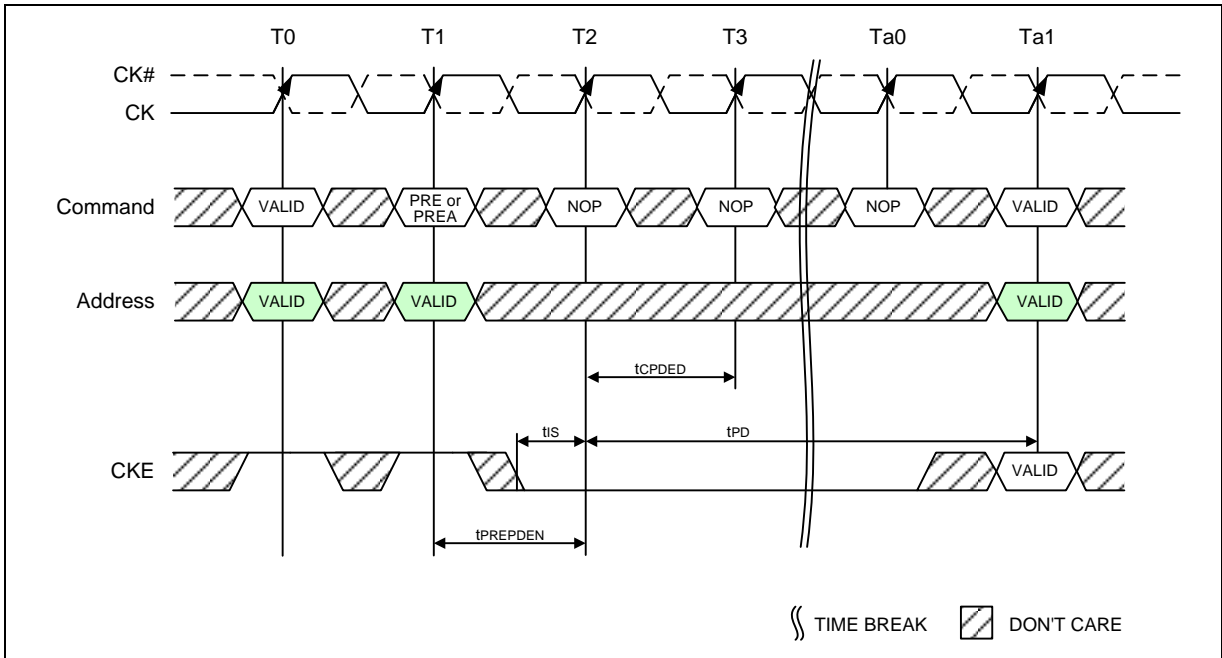 T0 T1 T2 T3 Ta0 Ta1
CK#
CK
Command VALID PRE or PREA NOP NOP NOP VALID
Address VALID VALID VALID
tCPDED
tIS tPD
CKE VALID
tPREPDEN
TIME BREAK DON'T CARE